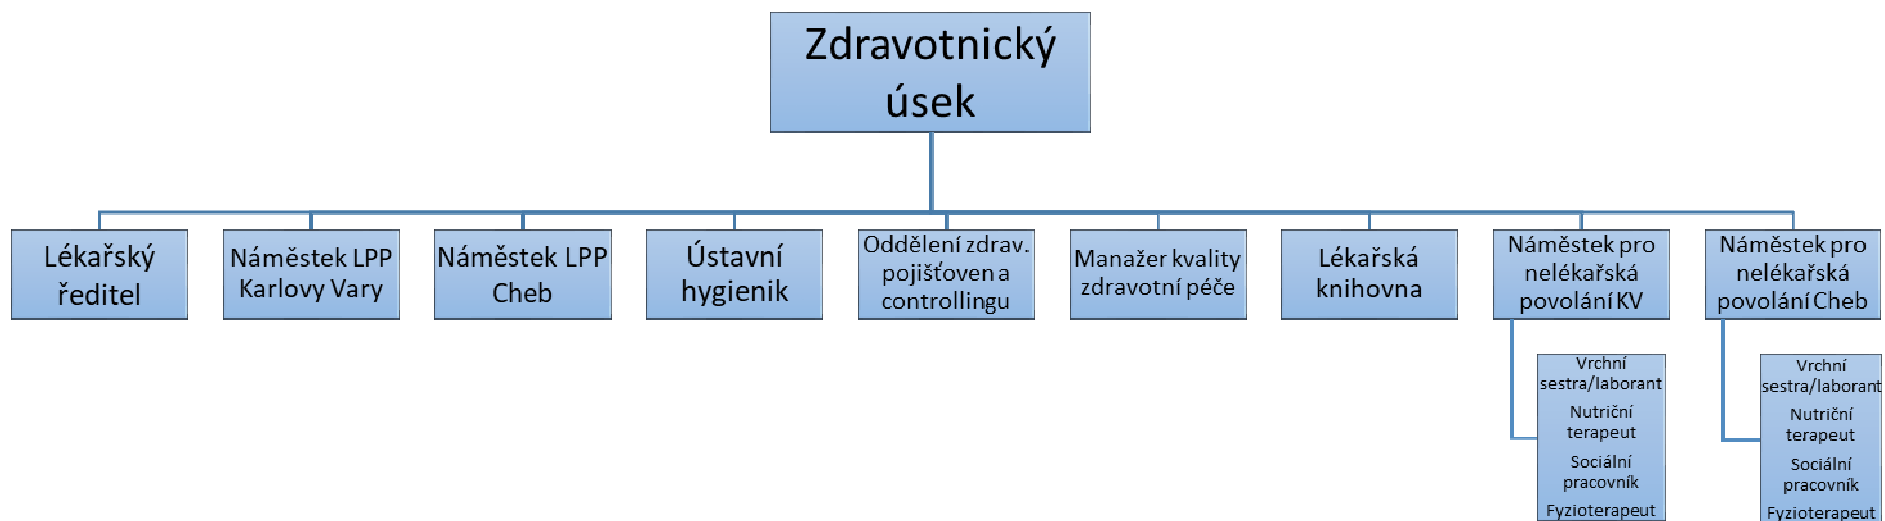 Zdravotnický
úsek
Lékařský
ředitel
Náměstek LPP
Karlovy Vary
Náměstek LPP
Cheb
Ústavní
hygienik
Oddělení zdrav.
pojišťoven a
controllingu
Manažer kvality
zdravotní péče
Lékařská
knihovna
Náměstek pro
nelékařská
povolání KV
Náměstek pro
nelékařská
povolání Cheb
Vrchní
sestra/laborant
Nutriční
terapeut
Sociální
pracovník
Fyzioterapeut
Vrchní
sestra/laborant
Nutriční
terapeut
Sociální
pracovník
Fyzioterapeut